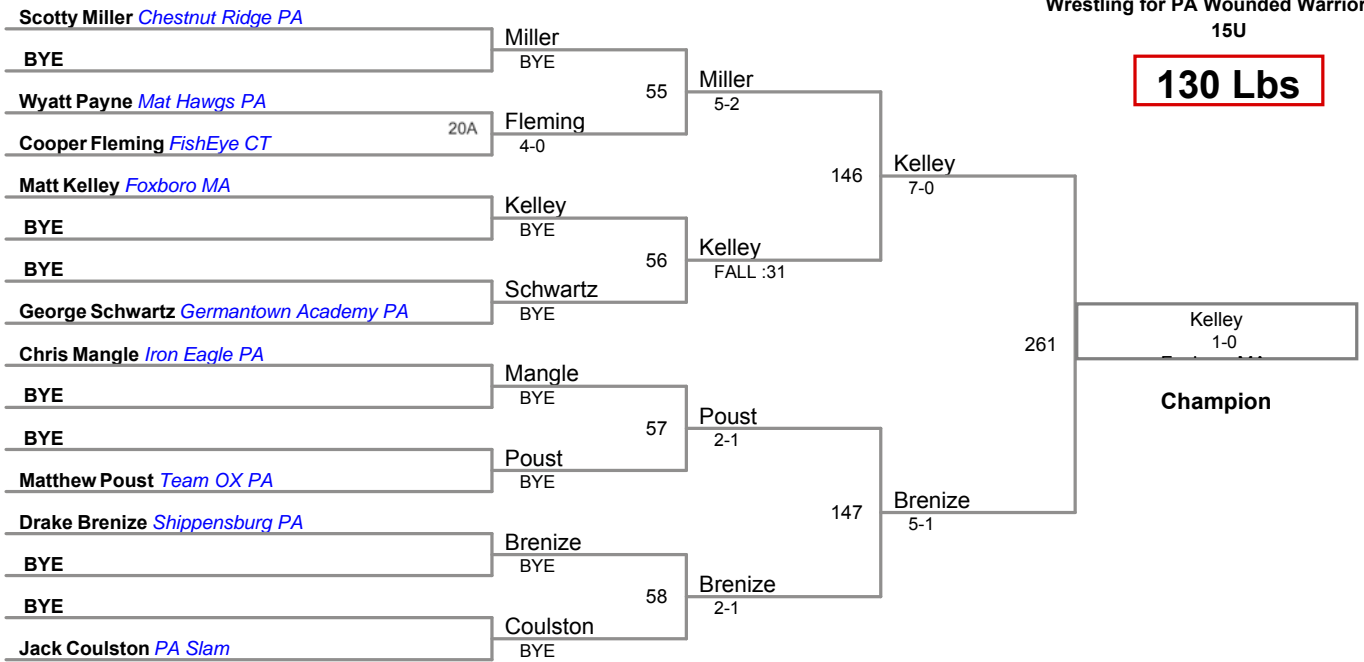 Wrestling for PA Wounded Warrior
15U
130 Lbs
Scotty Miller Chestnut Ridge PA
BYE
Wyatt Payne Mat Hawgs PA
Cooper Fleming FishEye CT
Matt Kelley Foxboro MA
BYE
BYE
George Schwartz Germantown Academy PA
Chris Mangle Iron Eagle PA
BYE
BYE
Matthew Poust Team OX PA
Drake Brenize Shippensburg PA
BYE
BYE
Jack Coulston PA Slam
20A
Miller
BYE
Fleming
4-0
Kelley
BYE
Schwartz
BYE
Mangle
BYE
Poust
BYE
Brenize
BYE
Coulston
BYE
55
56
57
58
Miller
5-2
Kelley
FALL :31
Poust
2-1
Brenize
2-1
146
147
Kelley
7-0
Brenize
5-1
261
Kelley
1-0
Champion